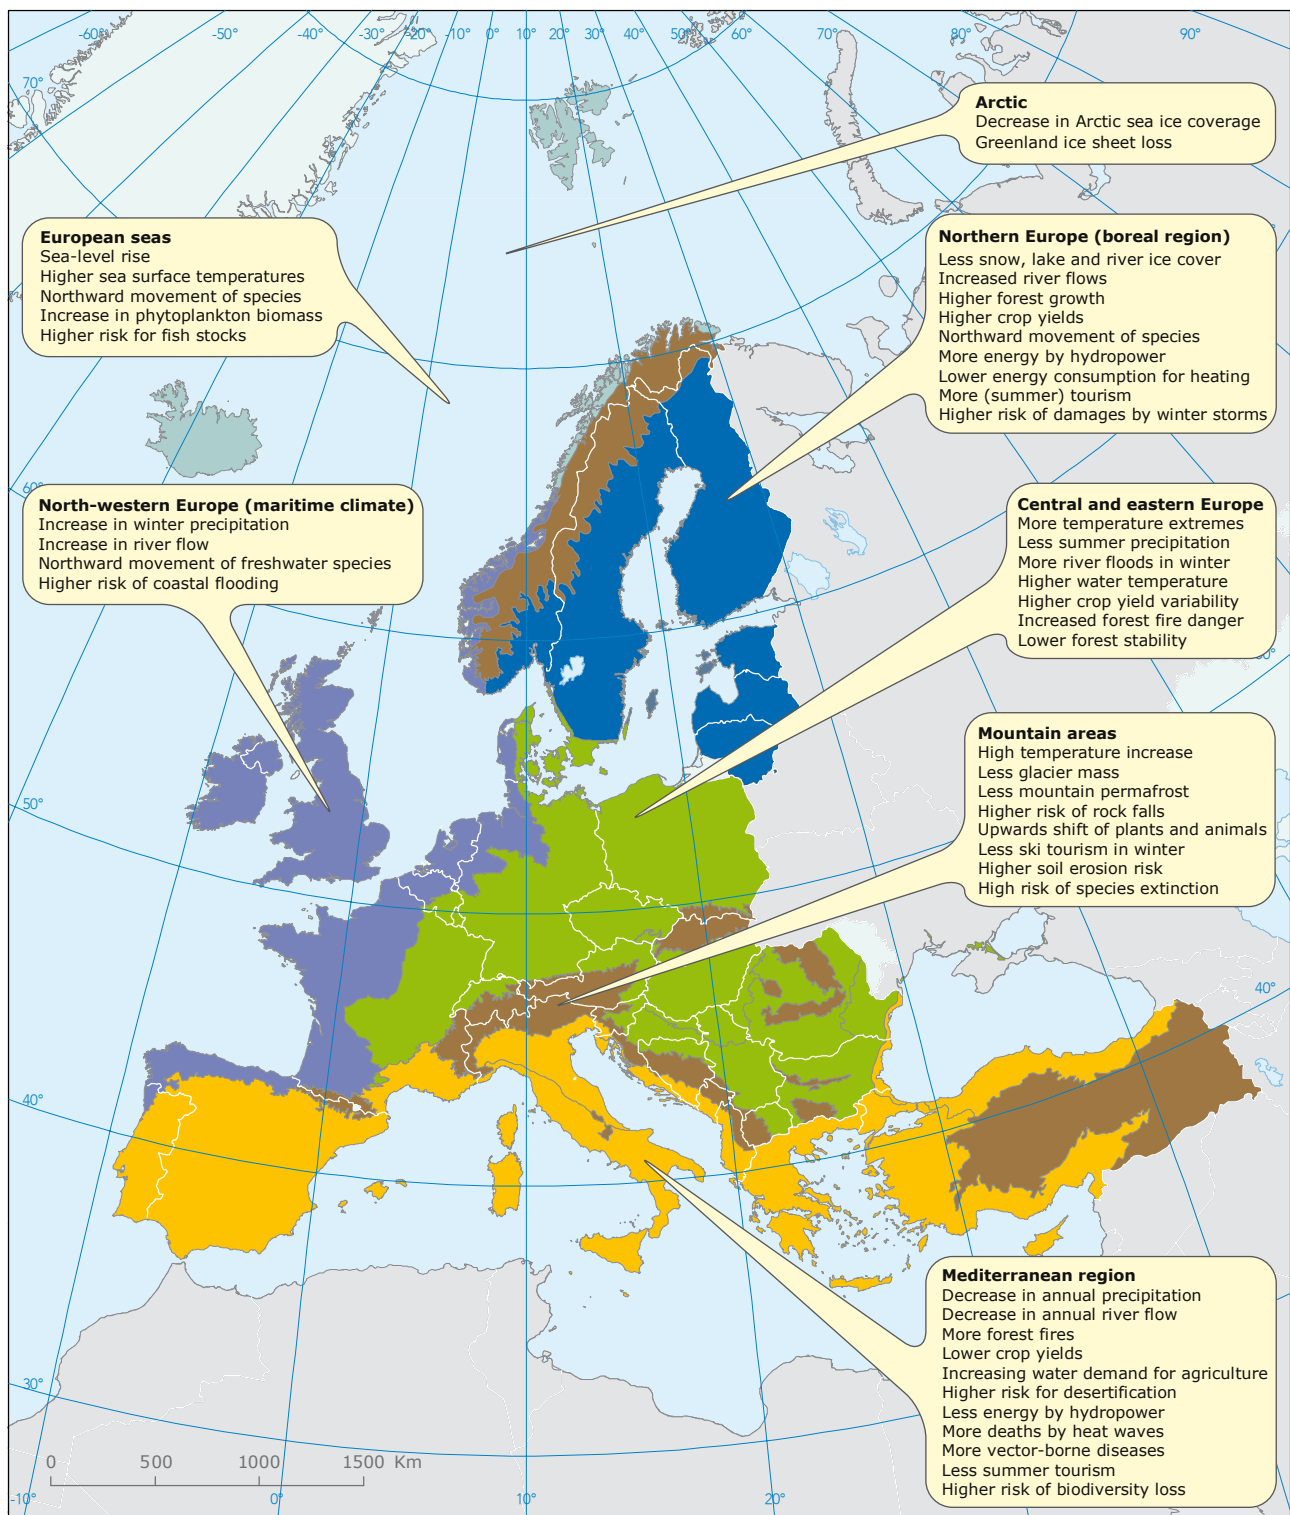 -60°
-50°
-40°
-30°
-20°
-10°
0°
10°
20°
30°
40°
50°
60°
70°
80°
90°
70°
Arctic
Decrease in Arctic sea ice coverage
Greenland ice sheet loss
European seas
Sea-level rise
Higher sea surface temperatures
Northward movement of species
Increase in phytoplankton biomass
Higher risk for fish stocks
Northern Europe (boreal region)
Less snow, lake and river ice cover
Increased river flows
Higher forest growth
Higher crop yields
Northward movement of species
More energy by hydropower
Lower energy consumption for heating
More (summer) tourism
Higher risk of damages by winter storms
North-western Europe (maritime climate)
Increase in winter precipitation
Increase in river flow
Northward movement of freshwater species
Higher risk of coastal flooding
Central and eastern Europe
More temperature extremes
Less summer precipitation
More river floods in winter
Higher water temperature
Higher crop yield variability
Increased forest fire danger
Lower forest stability
Mountain areas
High temperature increase
Less glacier mass
Less mountain permafrost
Higher risk of rock falls
Upwards shift of plants and animals
Less ski tourism in winter
Higher soil erosion risk
High risk of species extinction
50°
40°
40°
Mediterranean region
Decrease in annual precipitation
Decrease in annual river flow
More forest fires
Lower crop yields
Increasing water demand for agriculture
Higher risk for desertification
Less energy by hydropower
More deaths by heat waves
More vector-borne diseases
Less summer tourism
Higher risk of biodiversity loss
30°
0 500 1000 1500 Km
-10° 0° 10° 20°